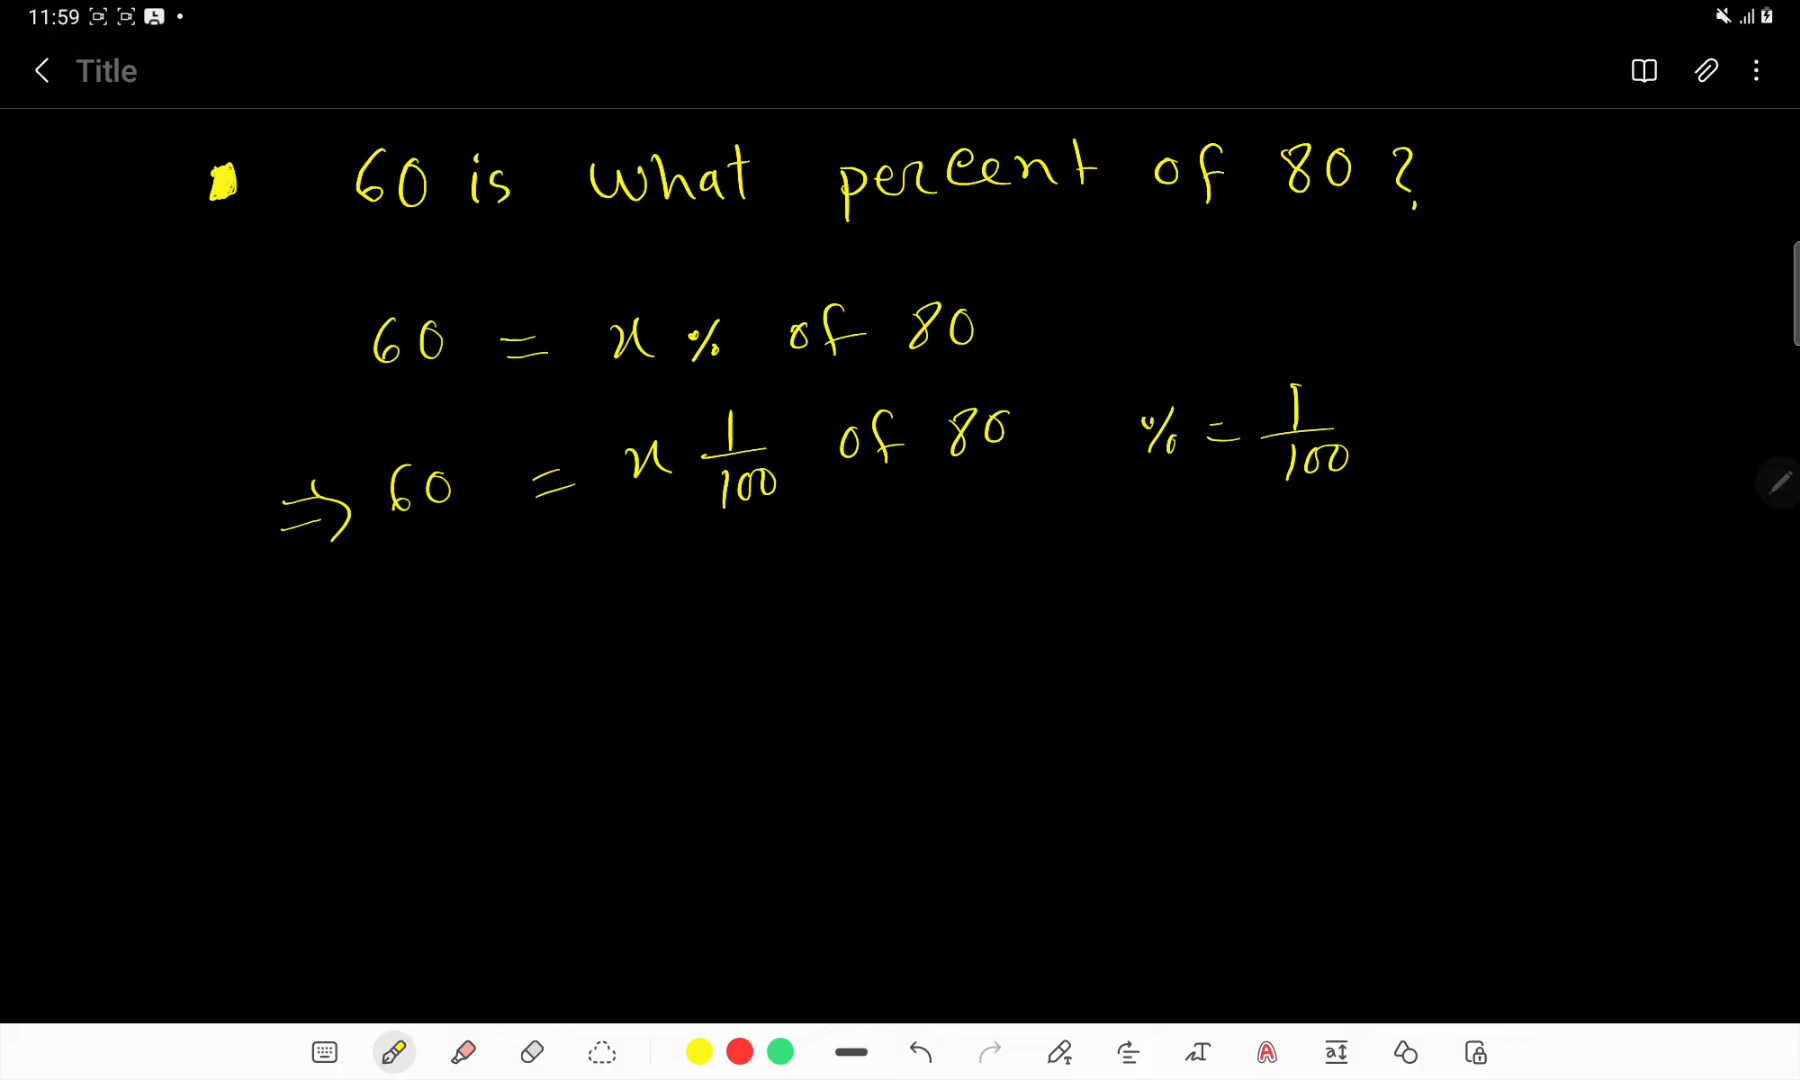 11:59
Title
60 is what percent of 80?
60 = x % of 80
⇒ 60 = x 1/100 of 80 % = 1/100